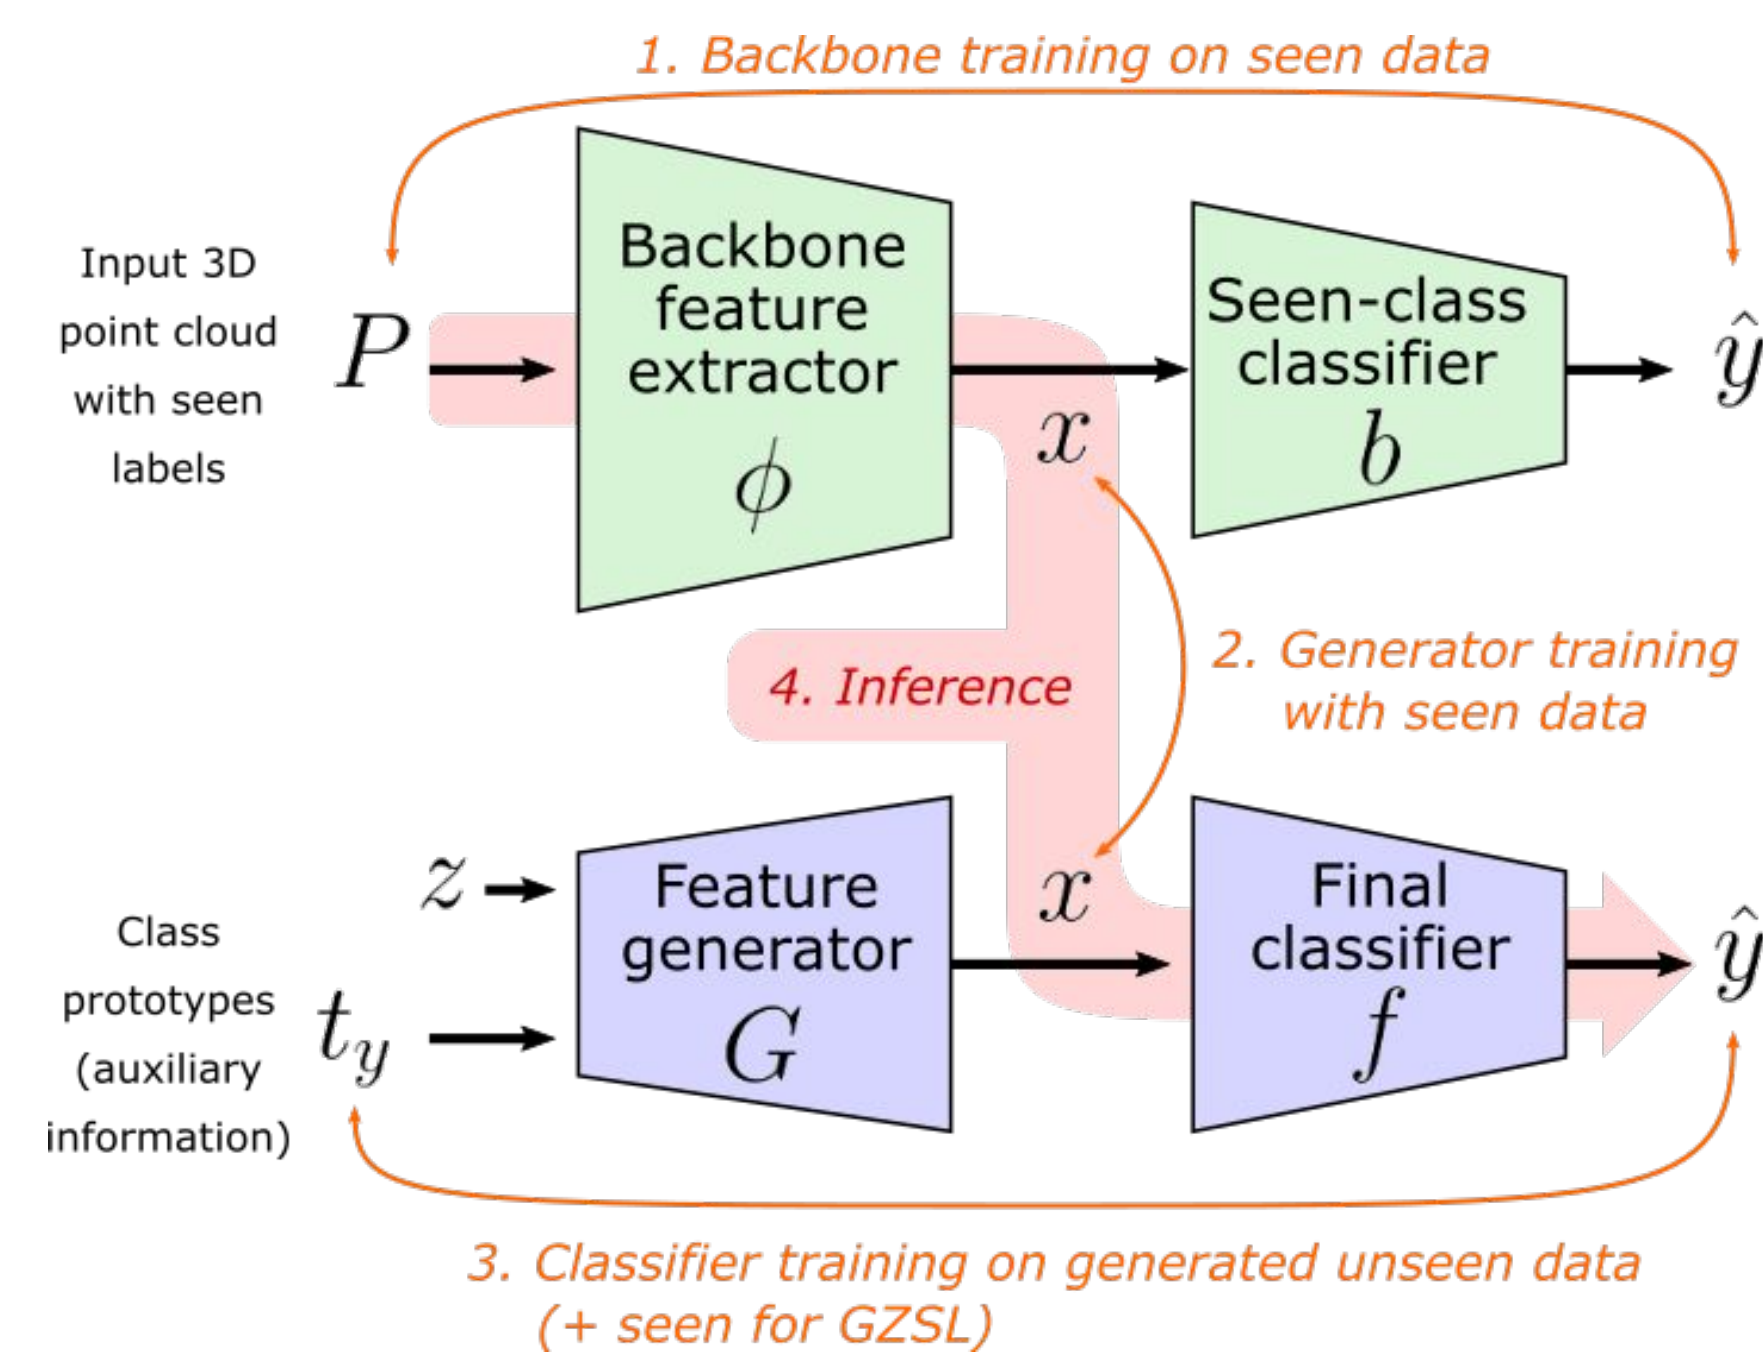 1. Backbone training on seen data
Input 3D
point cloud
with seen
labels
P
Backbone
feature
extractor
ϕ
x
Seen-class
classifier
b
ŷ
4. Inference
2. Generator training
with seen data
Class
prototypes
(auxiliary
information)
z
t_y
Feature
generator
G
x
Final
classifier
f
ŷ
3. Classifier training on generated unseen data
(+ seen for GZSL)